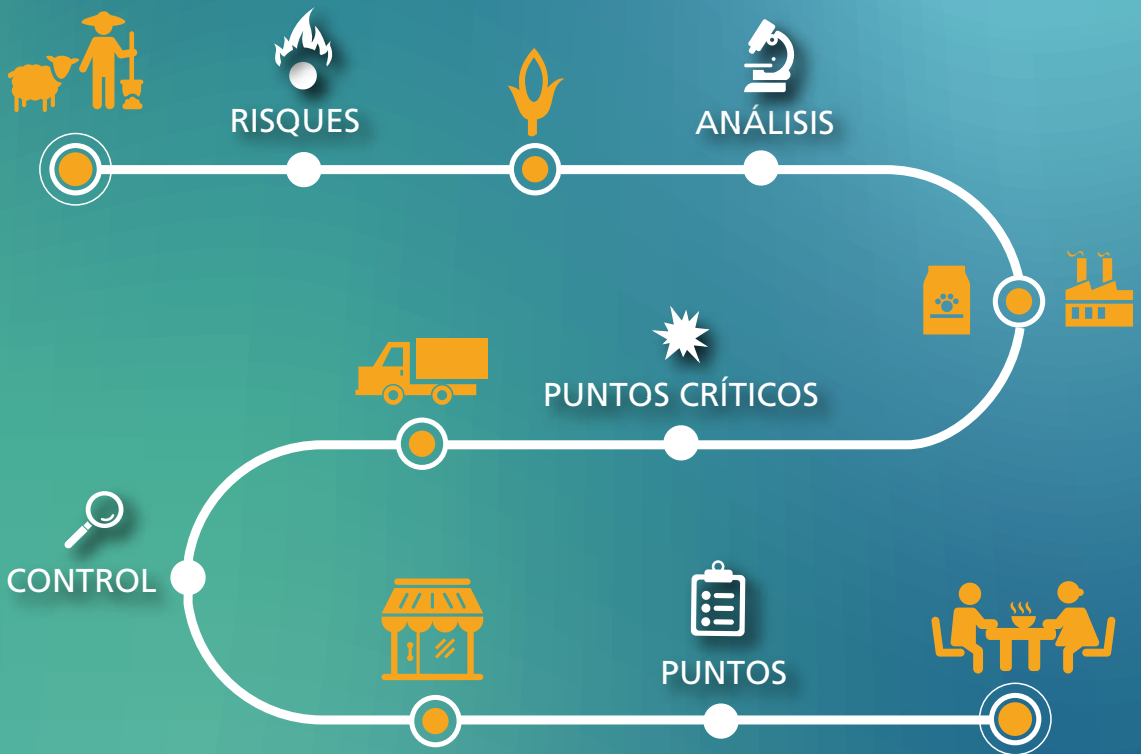 RISQUES
ANÁLISIS
PUNTOS CRÍTICOS
CONTROL
PUNTOS